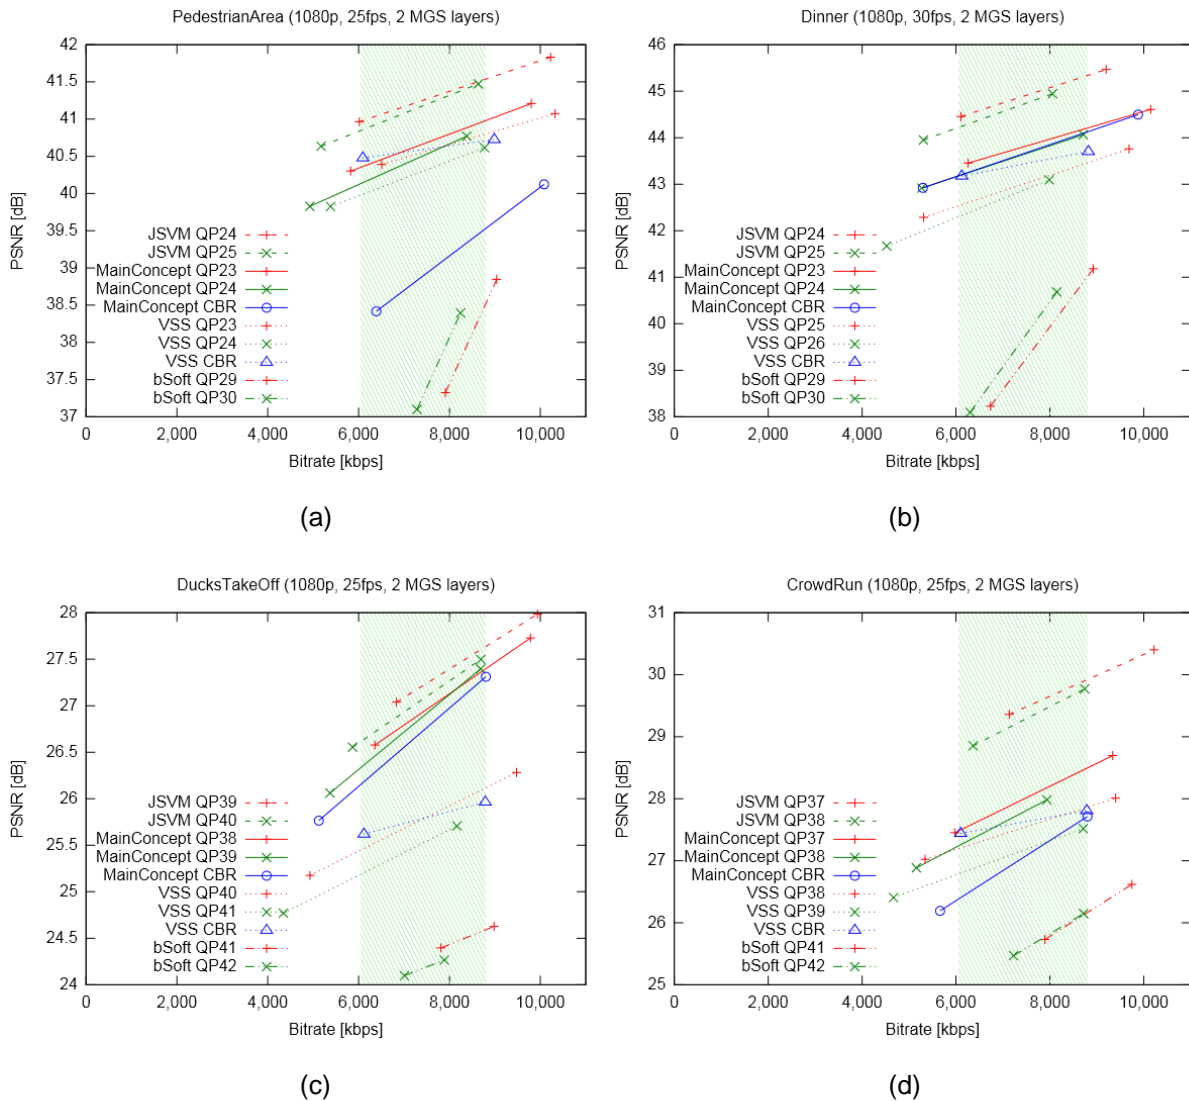 PedestrianArea (1080p, 25fps, 2 MGS layers)
42
41.5
41
40.5
40
39.5
39
38.5
38
37.5
37
PSNR [dB]
JSVM QP24
JSVM QP25
MainConcept QP23
MainConcept QP24
MainConcept CBR
VSS QP23
VSS QP24
VSS CBR
bSoft QP29
bSoft QP30
0 2,000 4,000 6,000 8,000 10,000
Bitrate [kbps]
(a)
Dinner (1080p, 30fps, 2 MGS layers)
46
45
44
43
42
41
40
39
38
PSNR [dB]
JSVM QP24
JSVM QP25
MainConcept QP23
MainConcept QP24
MainConcept CBR
VSS QP25
VSS QP26
VSS CBR
bSoft QP29
bSoft QP30
0 2,000 4,000 6,000 8,000 10,000
Bitrate [kbps]
(b)
DucksTakeOff (1080p, 25fps, 2 MGS layers)
28
27.5
27
26.5
26
25.5
25
24.5
24
PSNR [dB]
JSVM QP39
JSVM QP40
MainConcept QP38
MainConcept QP39
MainConcept CBR
VSS QP40
VSS QP41
VSS CBR
bSoft QP41
bSoft QP42
0 2,000 4,000 6,000 8,000 10,000
Bitrate [kbps]
(c)
CrowdRun (1080p, 25fps, 2 MGS layers)
31
30
29
28
27
26
25
PSNR [dB]
JSVM QP37
JSVM QP38
MainConcept QP37
MainConcept QP38
MainConcept CBR
VSS QP38
VSS QP39
VSS CBR
bSoft QP41
bSoft QP42
0 2,000 4,000 6,000 8,000 10,000
Bitrate [kbps]
(d)